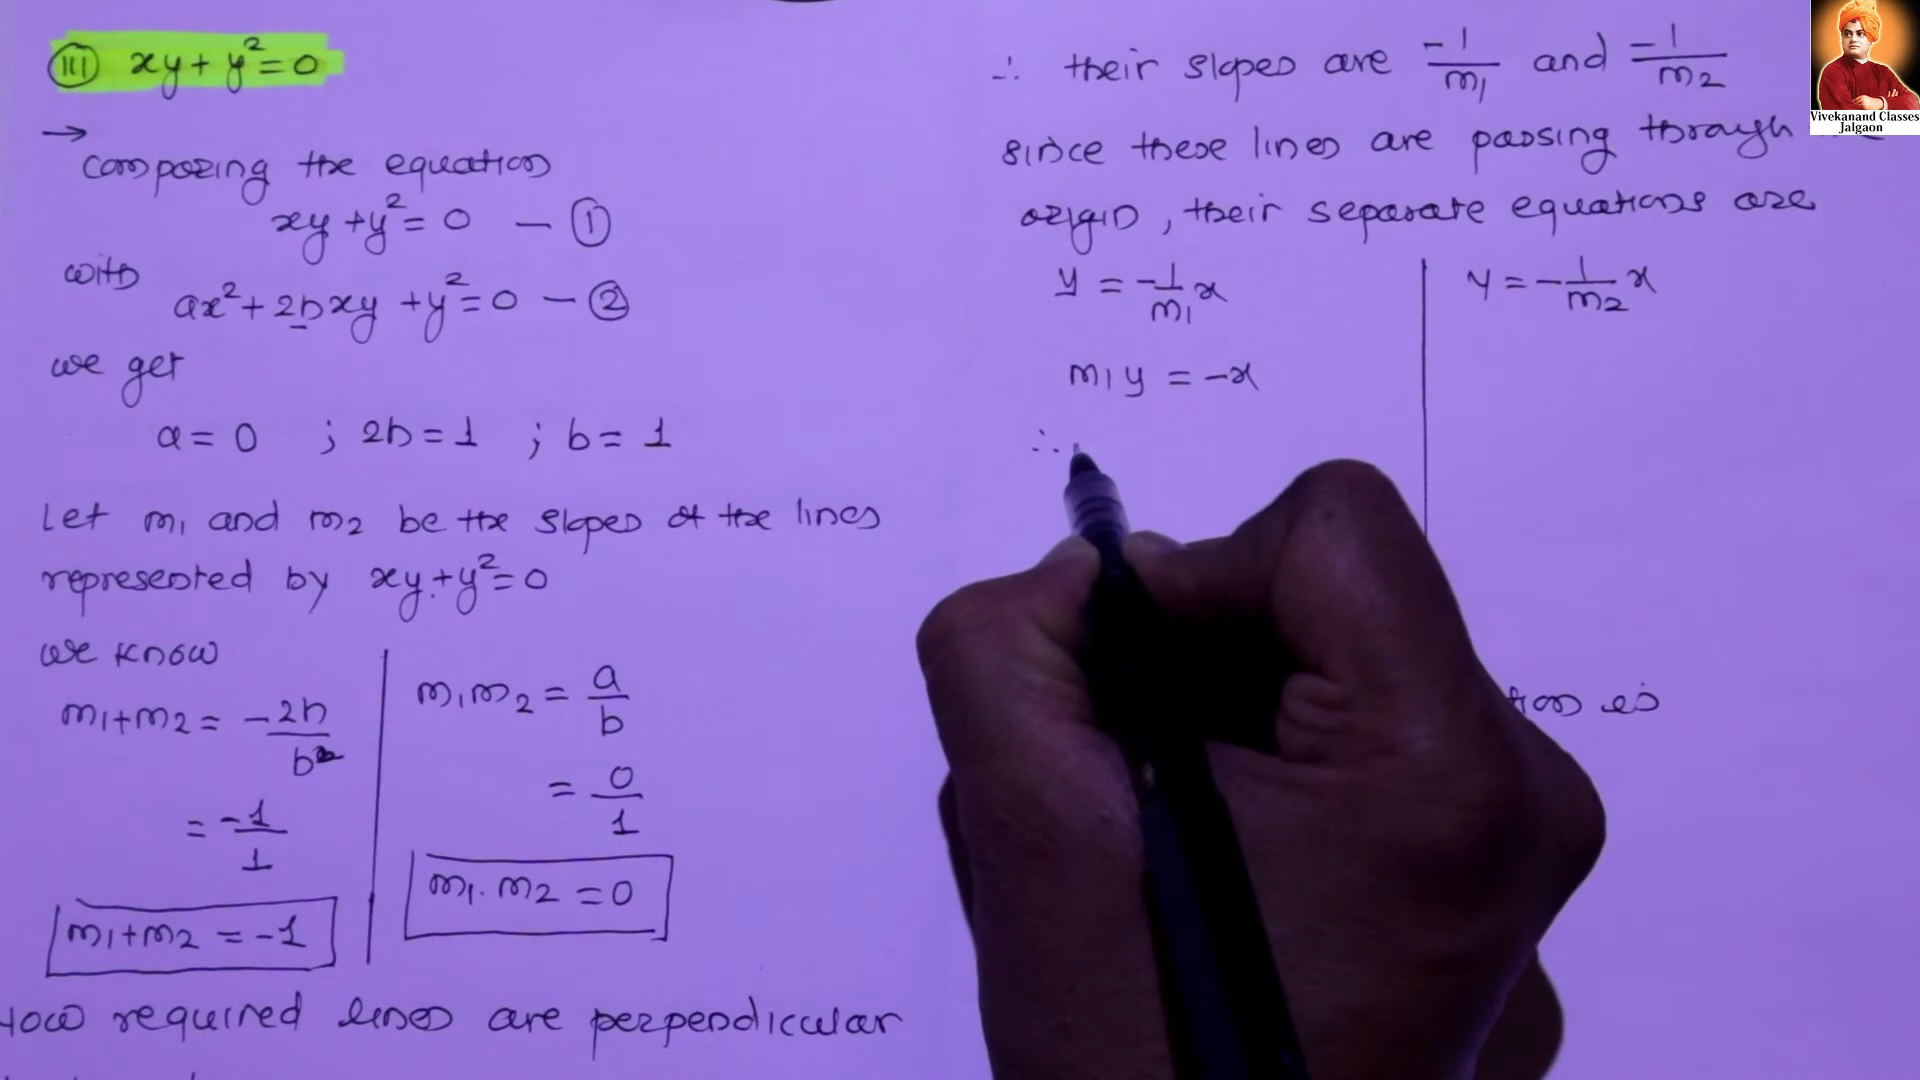 (III) xy + y² = 0
→
Comparing the equation
xy + y² = 0 — ①
with
ax² + 2hxy + y² = 0 — ②
we get
a = 0 ; 2h = 1 ; b = 1
Let m₁ and m₂ be the slopes of the lines
represented by xy + y² = 0
we know
m₁+m₂ = -2h/b
= -1/1
m₁+m₂ = -1
m₁m₂ = a/b
= 0/1
m₁.m₂ = 0
required lines are perpendicular
∴ their slopes are -1/m₁ and -1/m₂
since these lines are passing through
origin, their separate equations are
y = -1/m₁ x
m₁y = -x
∴
y = -1/m₂ x
is
Vivekanand Classes
Jalgaon